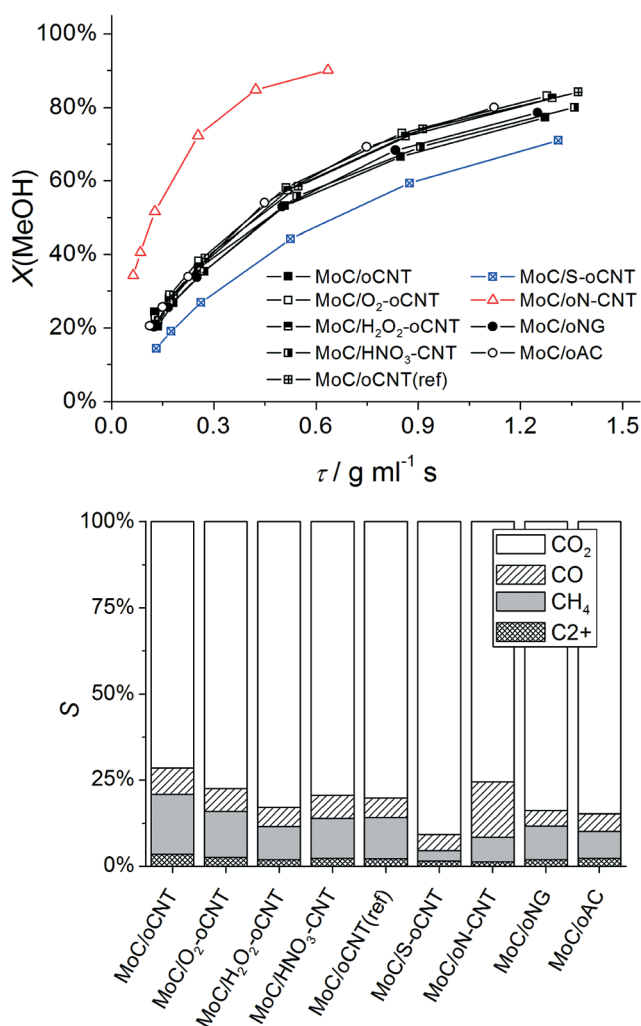 100%
80%
60%
40%
20%
0%
X(MeOH)
MoC/oCNT
MoC/O₂-oCNT
MoC/H₂O₂-oCNT
MoC/HNO₃-CNT
MoC/oCNT(ref)
MoC/S-oCNT
MoC/oN-CNT
MoC/oNG
MoC/oAC
0.0 0.3 0.6 0.9 1.2 1.5
τ / g ml⁻¹ s
100%
75%
50%
25%
0%
S
CO₂
CO
CH₄
C2+
MoC/oCNT
MoC/O₂-oCNT
MoC/H₂O₂-oCNT
MoC/HNO₃-CNT
MoC/oCNT(ref)
MoC/S-oCNT
MoC/oN-CNT
MoC/oNG
MoC/oAC